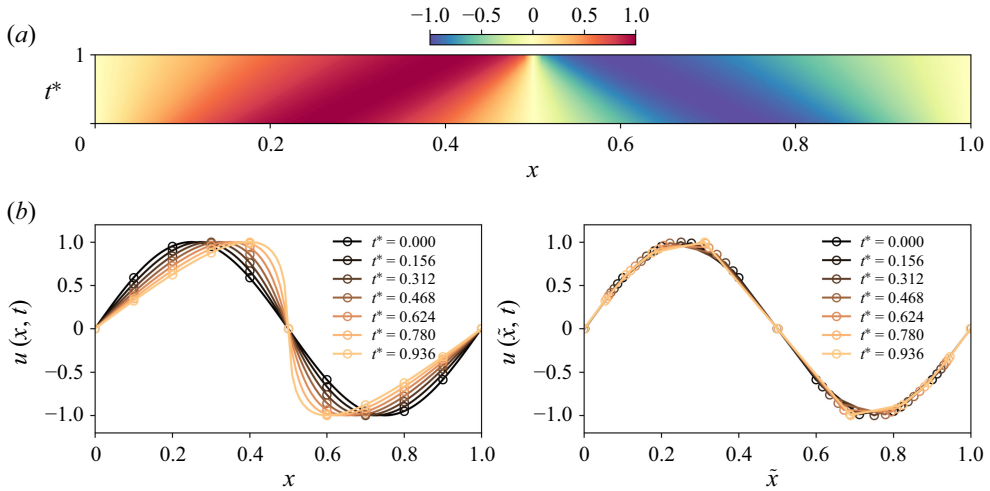 −1.0 −0.5 0 0.5 1.0
(a)
1
t*
0 0.2 0.4 0.6 0.8 1.0
x
(b)
1.0
0.5
0
−0.5
−1.0
u (x, t)
t* = 0.000
t* = 0.156
t* = 0.312
t* = 0.468
t* = 0.624
t* = 0.780
t* = 0.936
0 0.2 0.4 0.6 0.8 1.0
x
1.0
0.5
0
−0.5
−1.0
u (x̃, t)
t* = 0.000
t* = 0.156
t* = 0.312
t* = 0.468
t* = 0.624
t* = 0.780
t* = 0.936
0 0.2 0.4 0.6 0.8 1.0
x̃